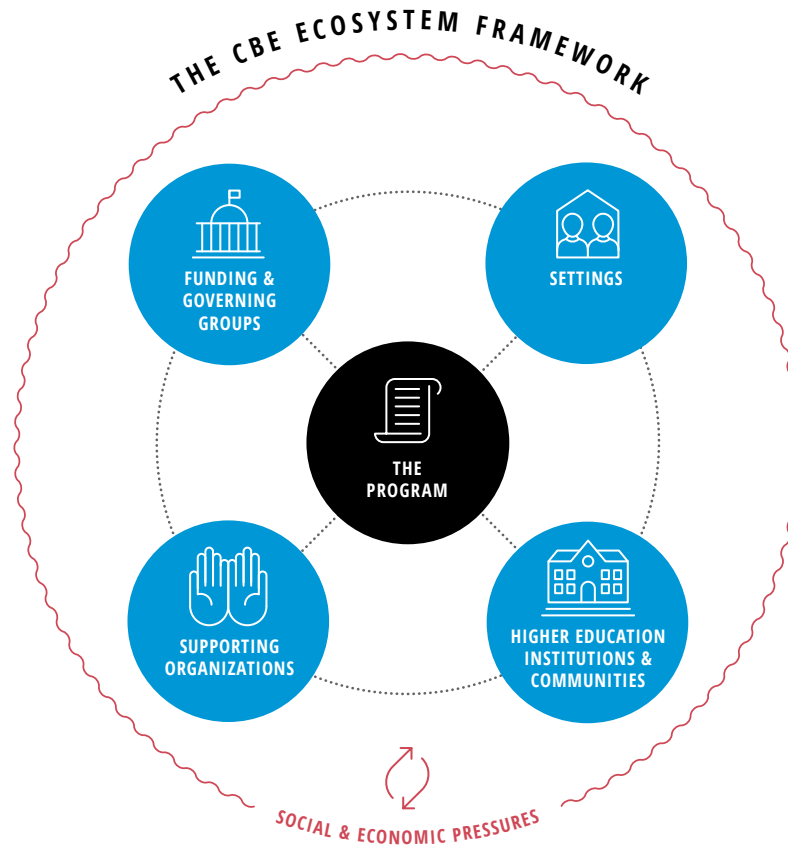 THE CBE ECOSYSTEM FRAMEWORK
FUNDING &
GOVERNING
GROUPS
SETTINGS
THE
PROGRAM
SUPPORTING
ORGANIZATIONS
HIGHER EDUCATION
INSTITUTIONS &
COMMUNITIES
SOCIAL & ECONOMIC PRESSURES